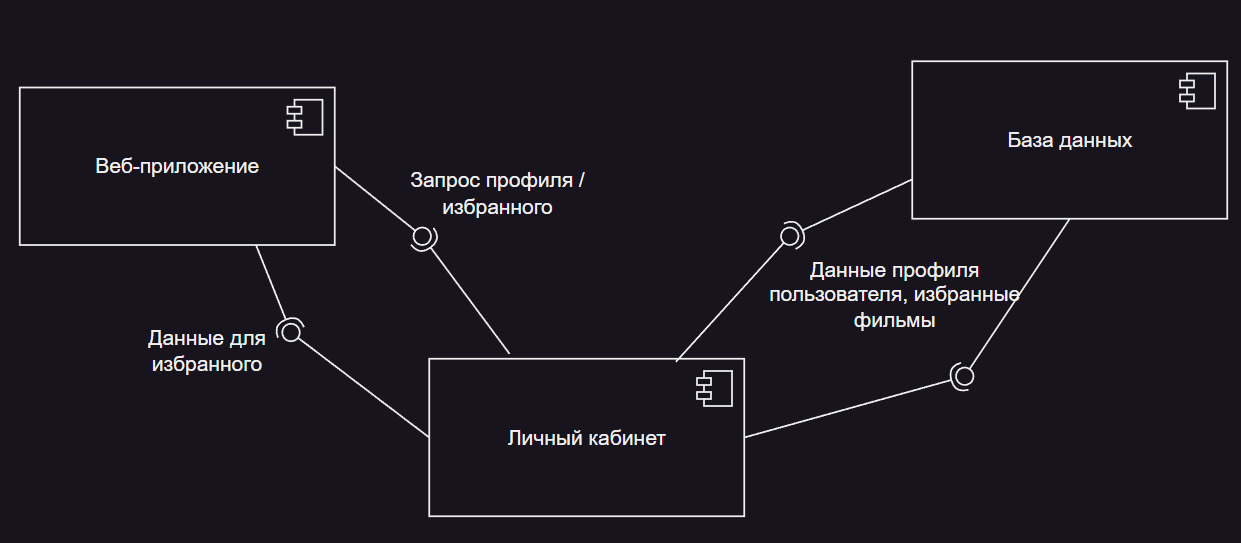 База данных
Веб-приложение
Запрос профиля /
избранного
Данные профиля
пользователя, избранные
фильмы
Данные для
избранного
Личный кабинет